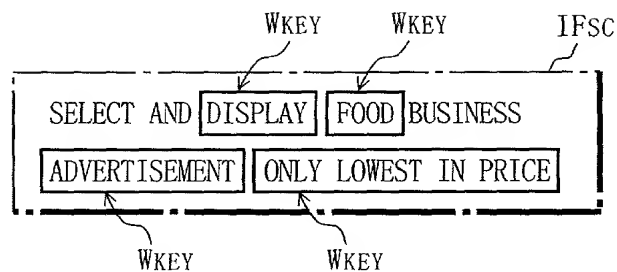 WKEY WKEY IFSC
SELECT AND DISPLAY FOOD BUSINESS
ADVERTISEMENT ONLY LOWEST IN PRICE
WKEY WKEY